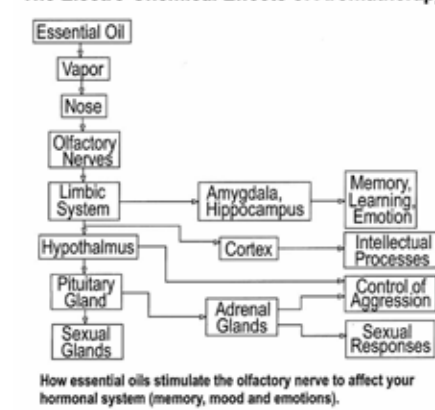 Essential Oil
Vapor
Nose
Olfactory
Nerves
Limbic
System
Amygdala,
Hippocampus
Memory,
Learning,
Emotion
Hypothalmus
Cortex
Intellectual
Processes
Pituitary
Gland
Adrenal
Glands
Control of
Aggression
Sexual
Glands
Sexual
Responses
How essential oils stimulate the olfactory nerve to affect your
hormonal system (memory, mood and emotions).